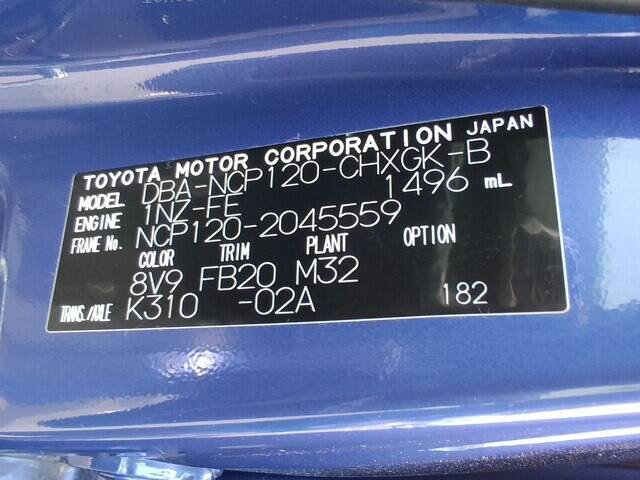 TOYOTA MOTOR CORPORATION JAPAN
MODEL DBA-NCP120-CHXGK-B
ENGINE 1NZ-FE 1496 mL
FRAME No. NCP120-2045559
COLOR TRIM PLANT OPTION
8V9 FB20 M32
TRANS./AXLE K310 -02A 182